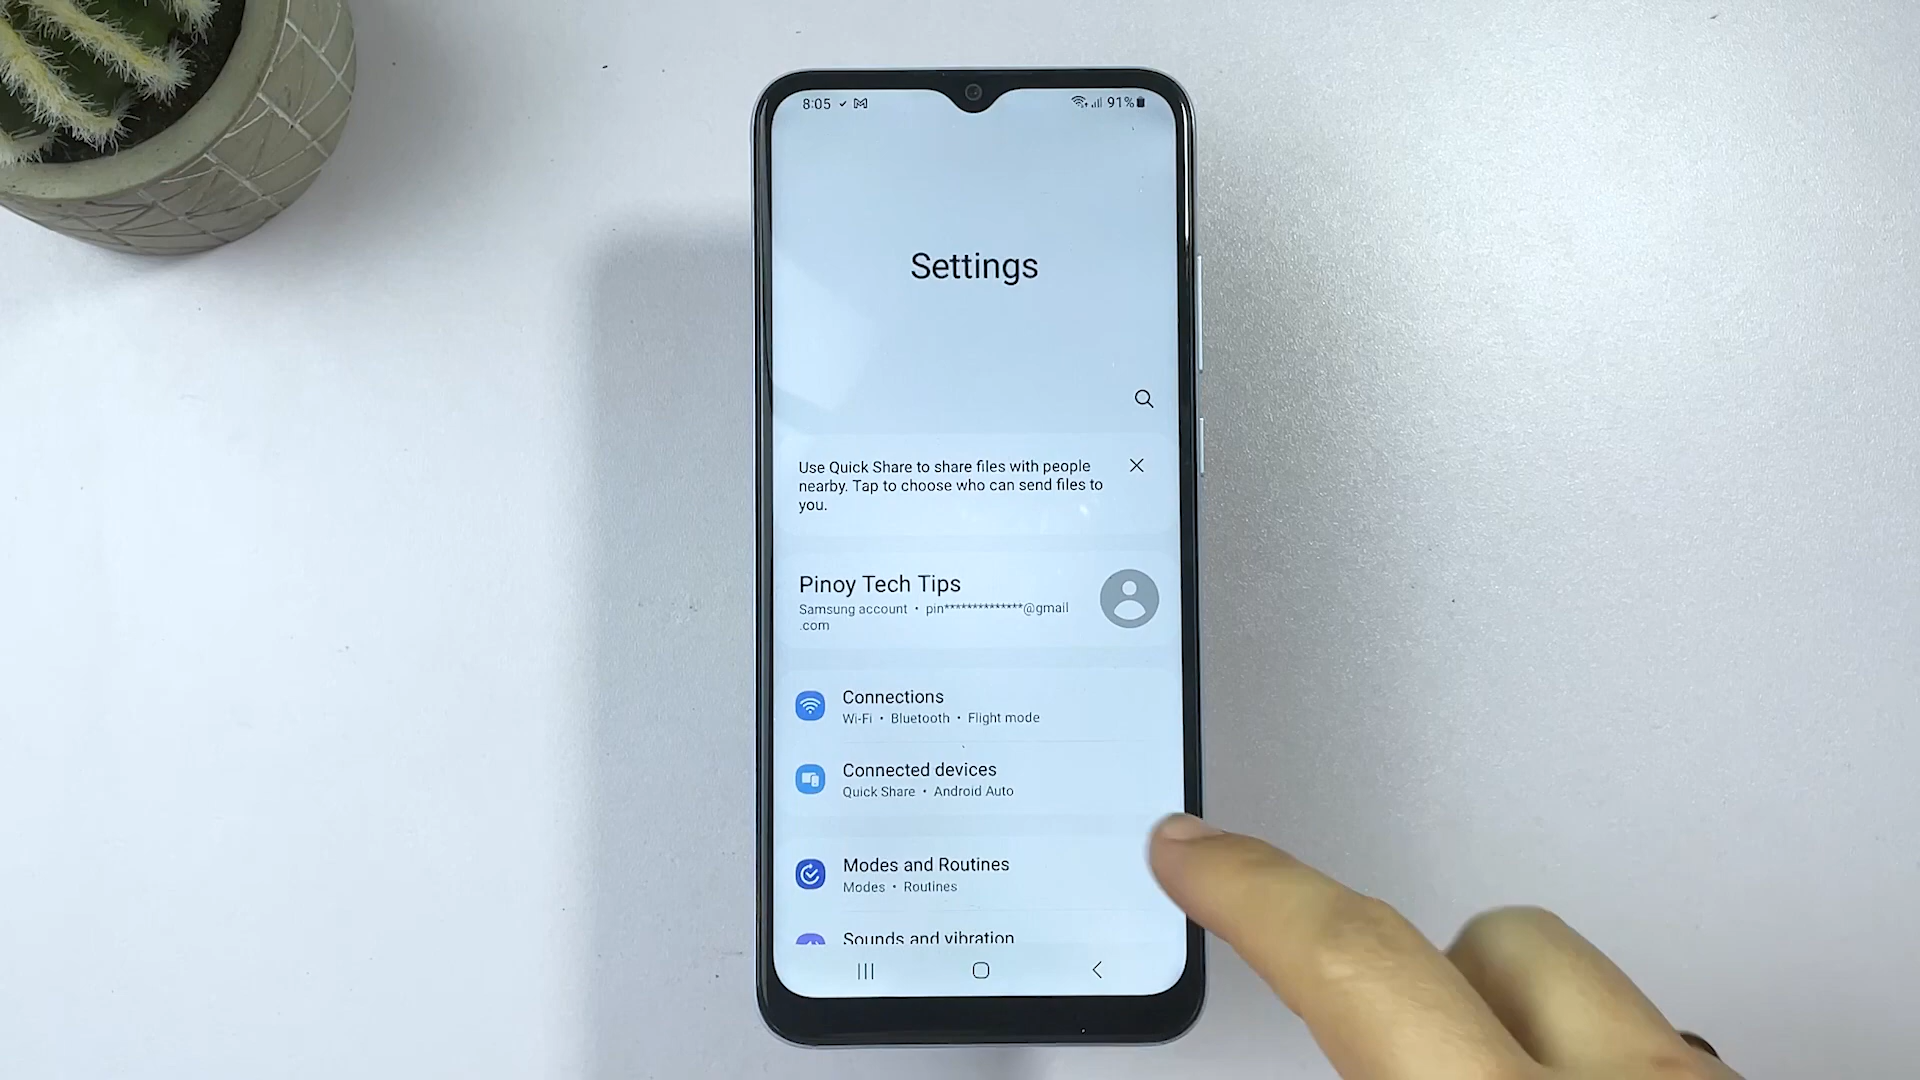 8:05
91%
Settings
Use Quick Share to share files with people
nearby. Tap to choose who can send files to
you.
Pinoy Tech Tips
Samsung account • pin**************@gmail
.com
Connections
Wi-Fi • Bluetooth • Flight mode
Connected devices
Quick Share • Android Auto
Modes and Routines
Modes • Routines
Sounds and vibration